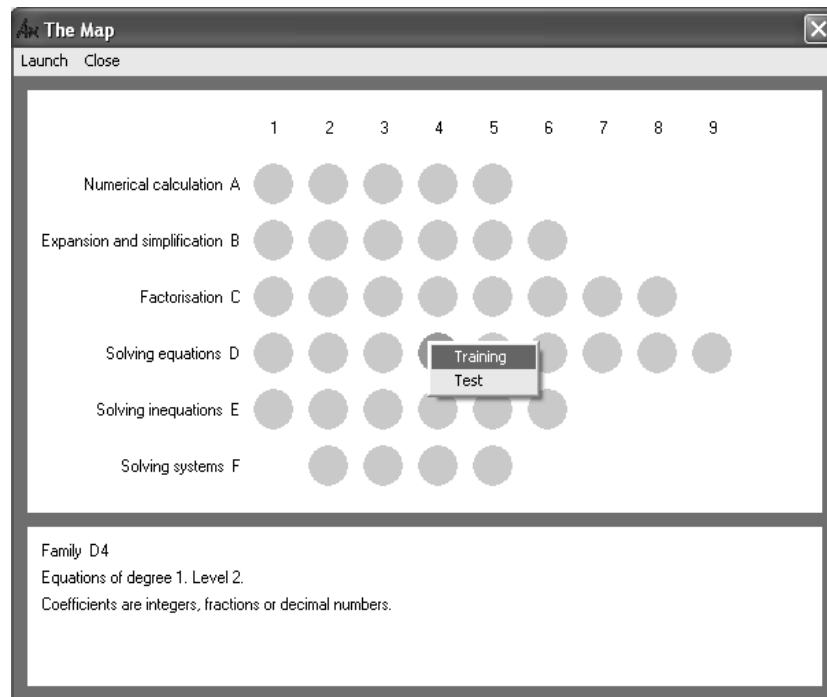 The Map
Launch Close
1 2 3 4 5 6 7 8 9
Numerical calculation A
Expansion and simplification B
Factorisation C
Solving equations D
Training
Test
Solving inequations E
Solving systems F
Family D4
Equations of degree 1. Level 2.
Coefficients are integers, fractions or decimal numbers.